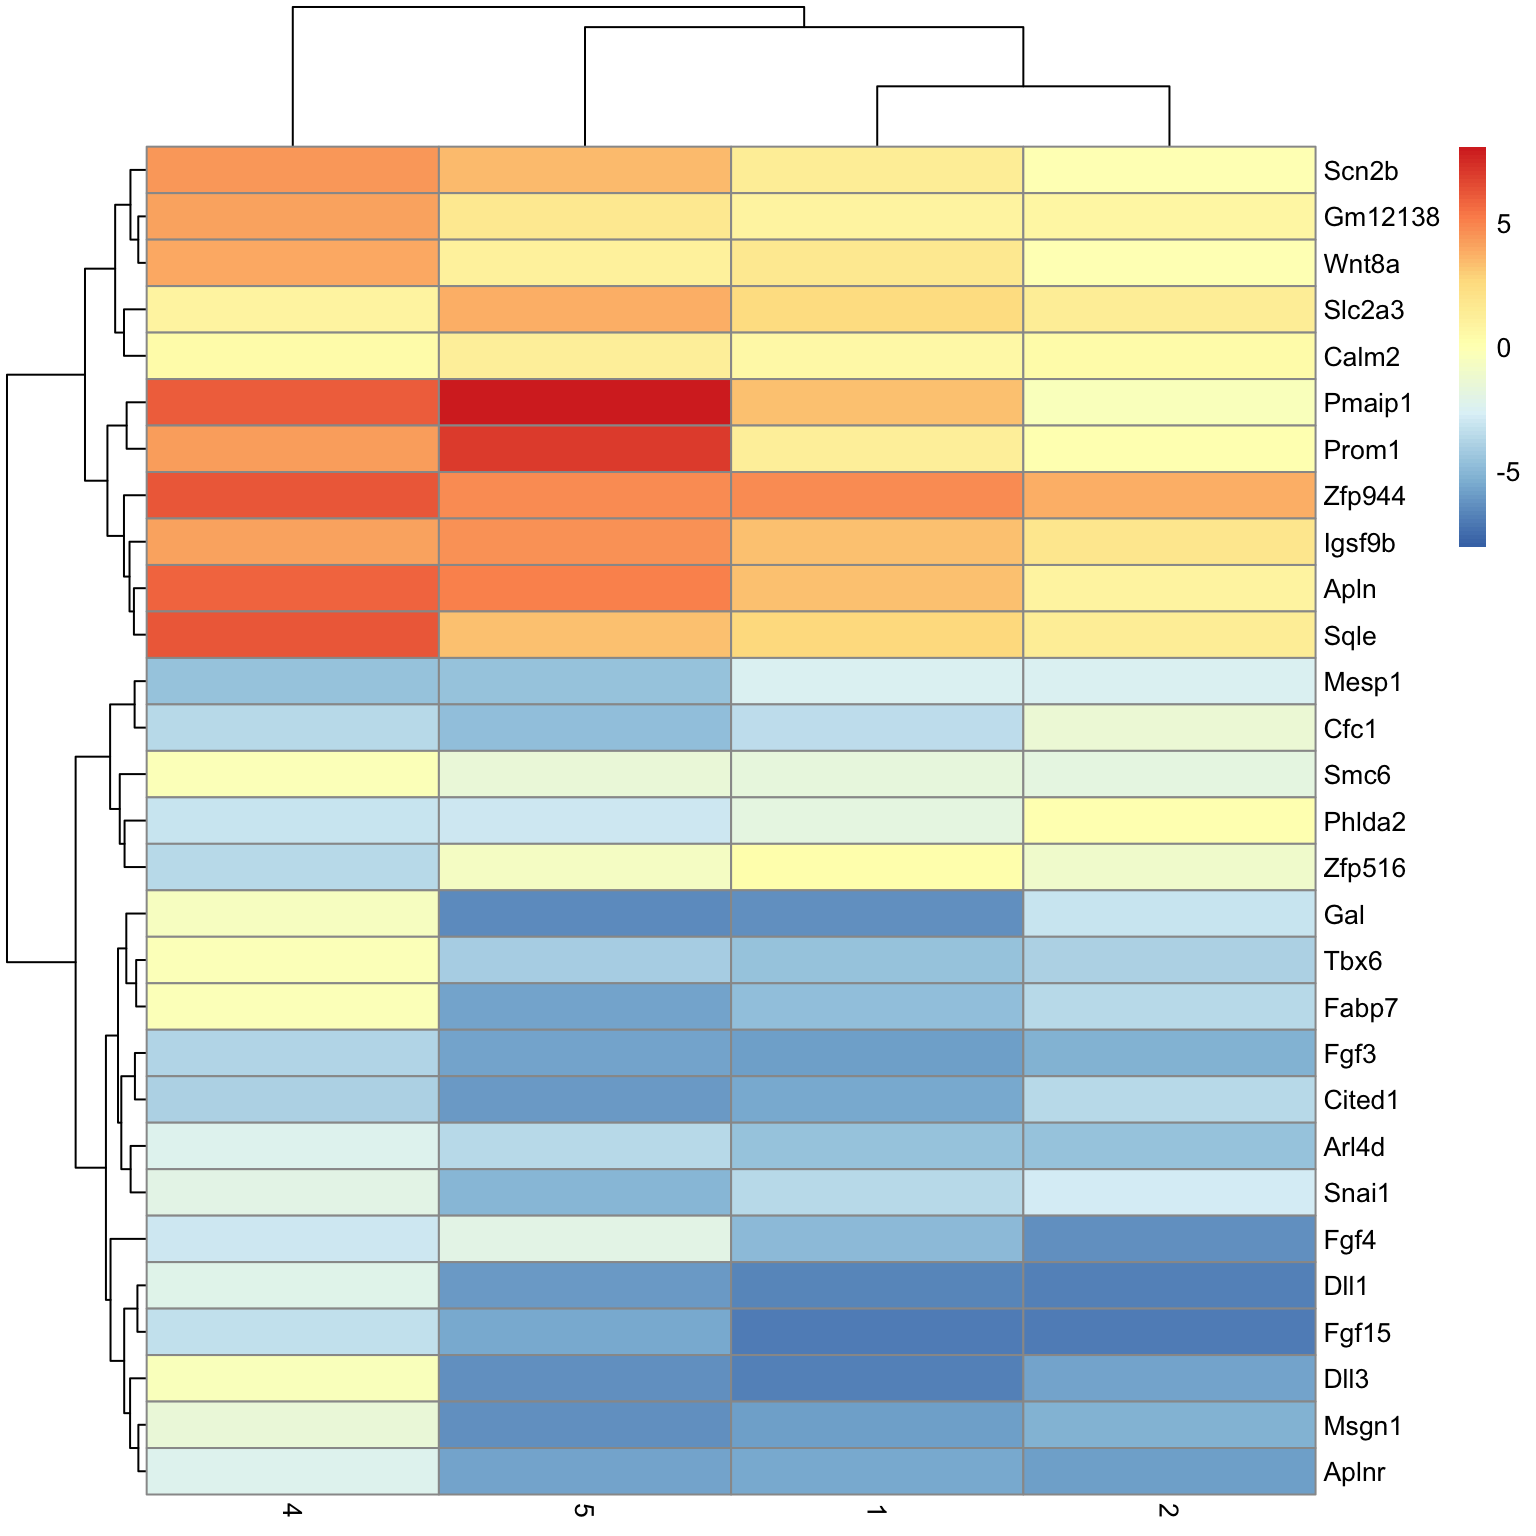 Scn2b
Gm12138
Wnt8a
Slc2a3
Calm2
Pmaip1
Prom1
Zfp944
Igsf9b
Apln
Sqle
Mesp1
Cfc1
Smc6
Phlda2
Zfp516
Gal
Tbx6
Fabp7
Fgf3
Cited1
Arl4d
Snai1
Fgf4
Dll1
Fgf15
Dll3
Msgn1
Aplnr
5
0
-5
4 5 1 2